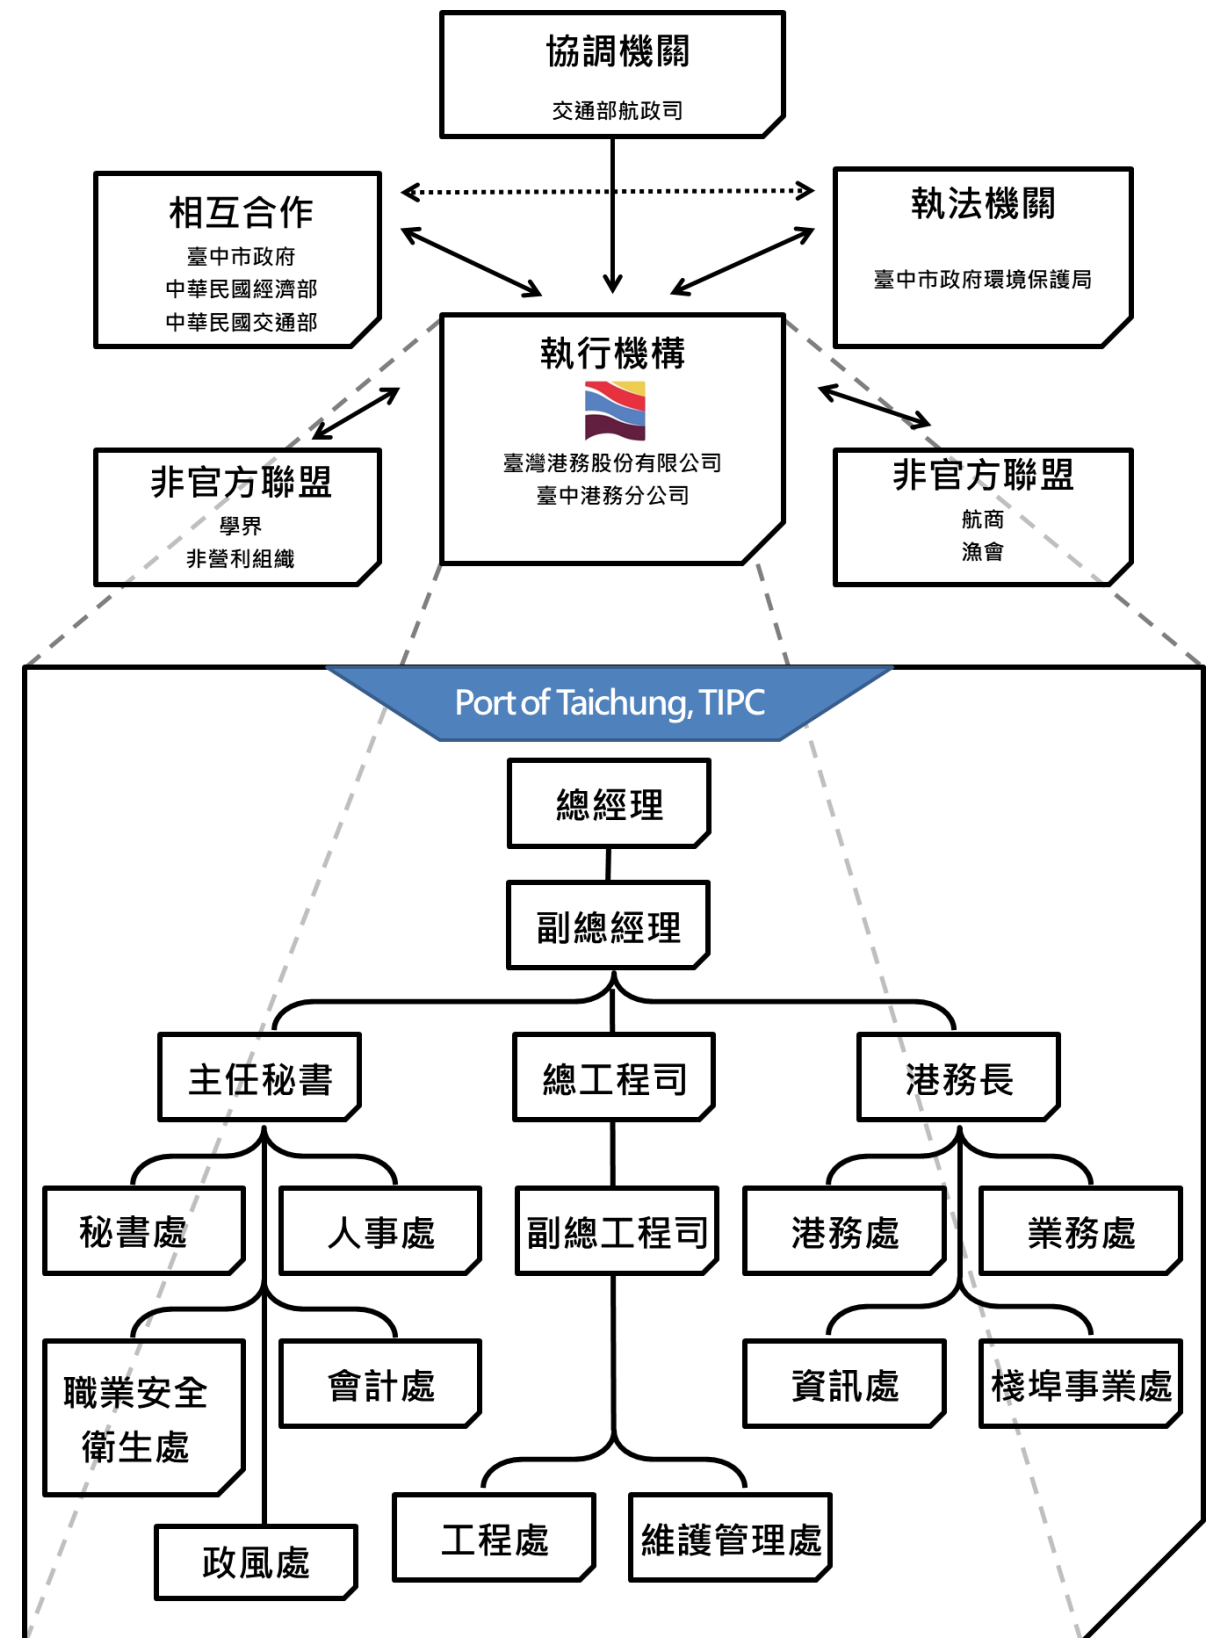 協調機關
交通部航政司
相互合作
臺中市政府
中華民國經濟部
中華民國交通部
執法機關
臺中市政府環境保護局
執行機構
臺灣港務股份有限公司
臺中港務分公司
非官方聯盟
學界
非營利組織
非官方聯盟
航商
漁會
Port of Taichung, TIPC
總經理
副總經理
主任秘書
總工程司
港務長
秘書處
人事處
副總工程司
港務處
業務處
職業安全
衛生處
會計處
資訊處
棧埠事業處
政風處
工程處
維護管理處